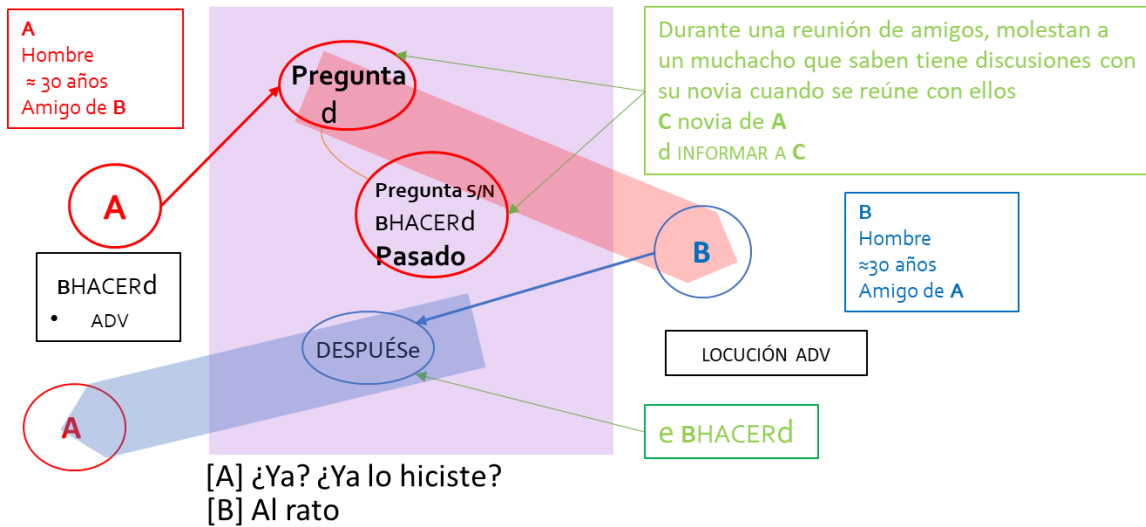 A
Hombre
≈ 30 años
Amigo de B
Pregunta
d
Durante una reunión de amigos, molestan a
un muchacho que saben tiene discusiones con
su novia cuando se reúne con ellos
C novia de A
d INFORMAR A C
A
Pregunta S/N
BHACERd
Pasado
B
B
Hombre
≈30 años
Amigo de A
BHACERd
• ADV
DESPUÉSe
LOCUCIÓN ADV
A
e BHACERd
[A] ¿Ya? ¿Ya lo hiciste?
[B] Al rato